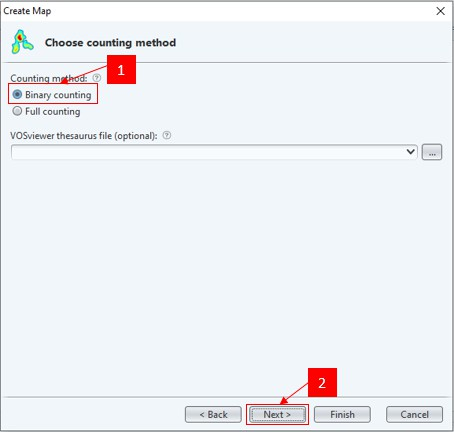 Create Map
Choose counting method
Counting method:
1
Binary counting
Full counting
VOSviewer thesaurus file (optional):
...
2
< Back
Next >
Finish
Cancel